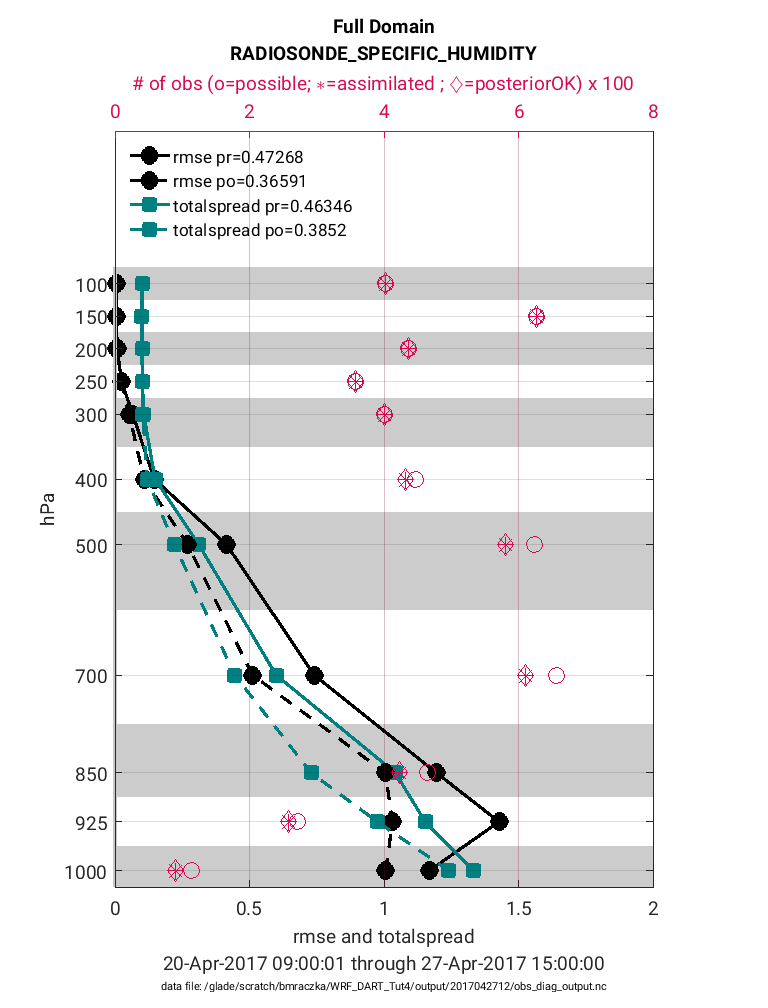 Full Domain
RADIOSONDE_SPECIFIC_HUMIDITY
# of obs (o=possible; ∗=assimilated ; ◊=posteriorOK) x 100
0 2 4 6 8
rmse pr=0.47268
rmse po=0.36591
totalspread pr=0.46346
totalspread po=0.3852
100
150
200
250
300
400
500
700
850
925
1000
hPa
0 0.5 1 1.5 2
rmse and totalspread
20-Apr-2017 09:00:01 through 27-Apr-2017 15:00:00
data file: /glade/scratch/bmraczka/WRF_DART_Tut4/output/2017042712/obs_diag_output.nc